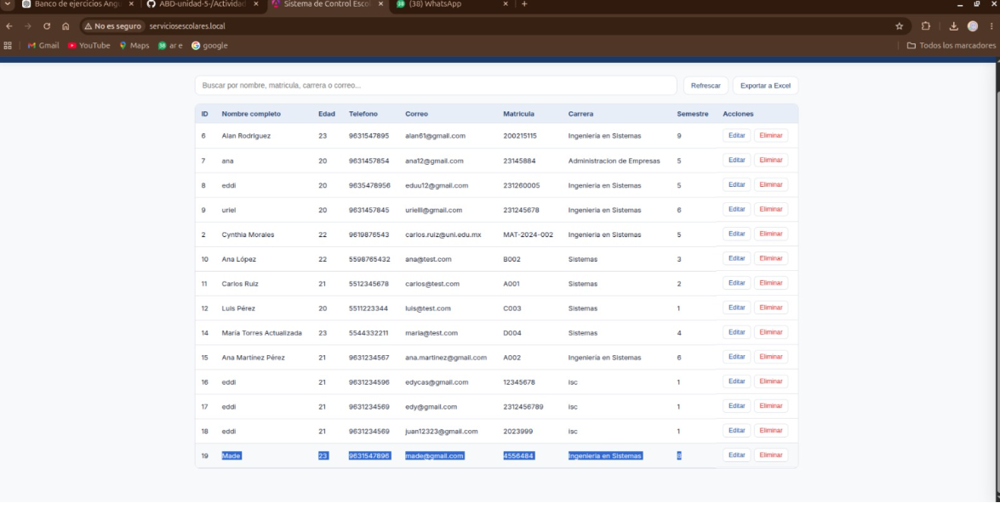 Banco de ejercicios Angu × ABD-unidad-5-/Actividad × Sistema de Control Escol × (38) WhatsApp × +
No es seguro serviciosescolares.local
Gmail YouTube Maps ar e google Todos los marcadores
Buscar por nombre, matricula, carrera o correo... Refrescar Exportar a Excel
ID Nombre completo Edad Telefono Correo Matricula Carrera Semestre Acciones
6 Alan Rodriguez 23 9631547895 alan61@gmail.com 200215115 Ingeniería en Sistemas 9 Editar Eliminar
7 ana 20 9631457854 ana12@gmail.com 23145884 Administracion de Empresas 5 Editar Eliminar
8 eddi 20 9635478956 eduu12@gmail.com 231260005 Ingenieria en Sistemas 5 Editar Eliminar
9 uriel 20 9631457845 urielll@gmail.com 231245678 Ingenieria en Sistemas 6 Editar Eliminar
2 Cynthia Morales 22 9619876543 carlos.ruiz@uni.edu.mx MAT-2024-002 Ingenieria en Sistemas 5 Editar Eliminar
10 Ana López 22 5598765432 ana@test.com B002 Sistemas 3 Editar Eliminar
11 Carlos Ruiz 21 5512345678 carlos@test.com A001 Sistemas 2 Editar Eliminar
12 Luis Pérez 20 5511223344 luis@test.com C003 Sistemas 1 Editar Eliminar
14 María Torres Actualizada 23 5544332211 maria@test.com D004 Sistemas 4 Editar Eliminar
15 Ana Martínez Pérez 21 9631234567 ana.martinez@gmail.com A002 Ingeniería en Sistemas 6 Editar Eliminar
16 eddi 21 9631234596 edycas@gmail.com 12345678 isc 1 Editar Eliminar
17 eddi 21 9631234569 edy@gmail.com 2312456789 isc 1 Editar Eliminar
18 eddi 21 9631234569 juan12323@gmail.com 2023999 isc 1 Editar Eliminar
19 Made 23 9631547896 made@gmail.com 4556484 Ingenieria en Sistemas 8 Editar Eliminar